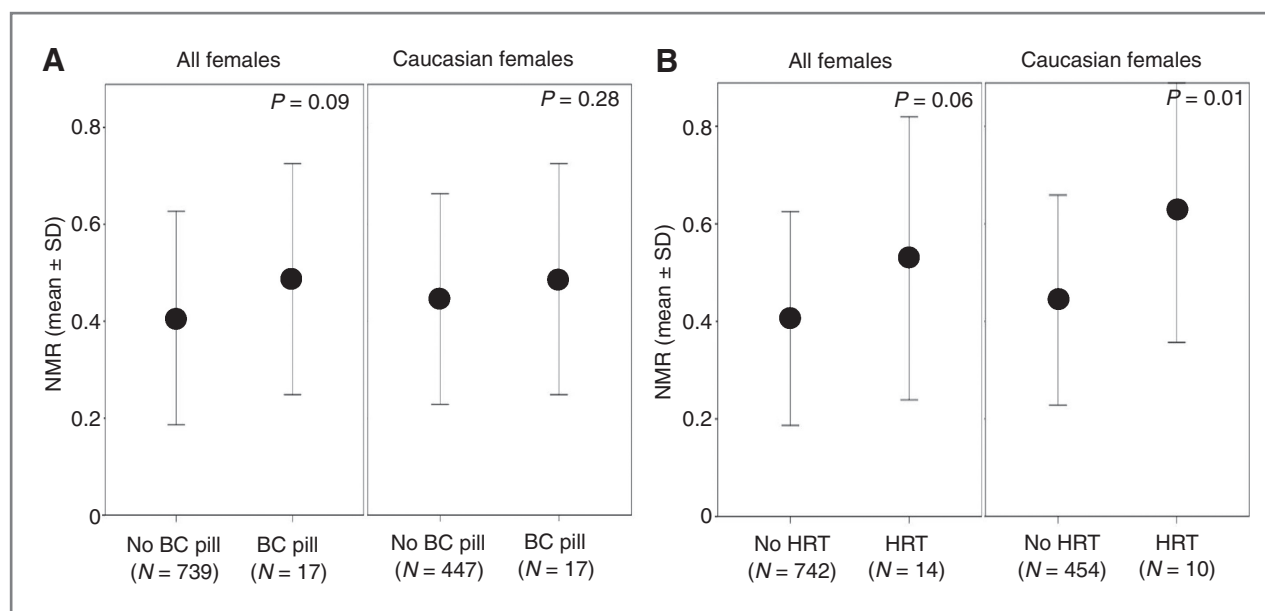 A
All females
Caucasian females
P = 0.09
P = 0.28
NMR (mean ± SD)
0.8
0.6
0.4
0.2
0
No BC pill
(N = 739)
BC pill
(N = 17)
No BC pill
(N = 447)
BC pill
(N = 17)
B
All females
Caucasian females
P = 0.06
P = 0.01
NMR (mean ± SD)
0.8
0.6
0.4
0.2
0
No HRT
(N = 742)
HRT
(N = 14)
No HRT
(N = 454)
HRT
(N = 10)